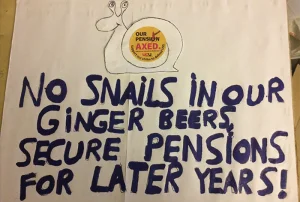 OUR
PENSION
AXED.
NO SNAILS IN OUR
GINGER BEERS,
SECURE PENSIONS
FOR LATER YEARS!